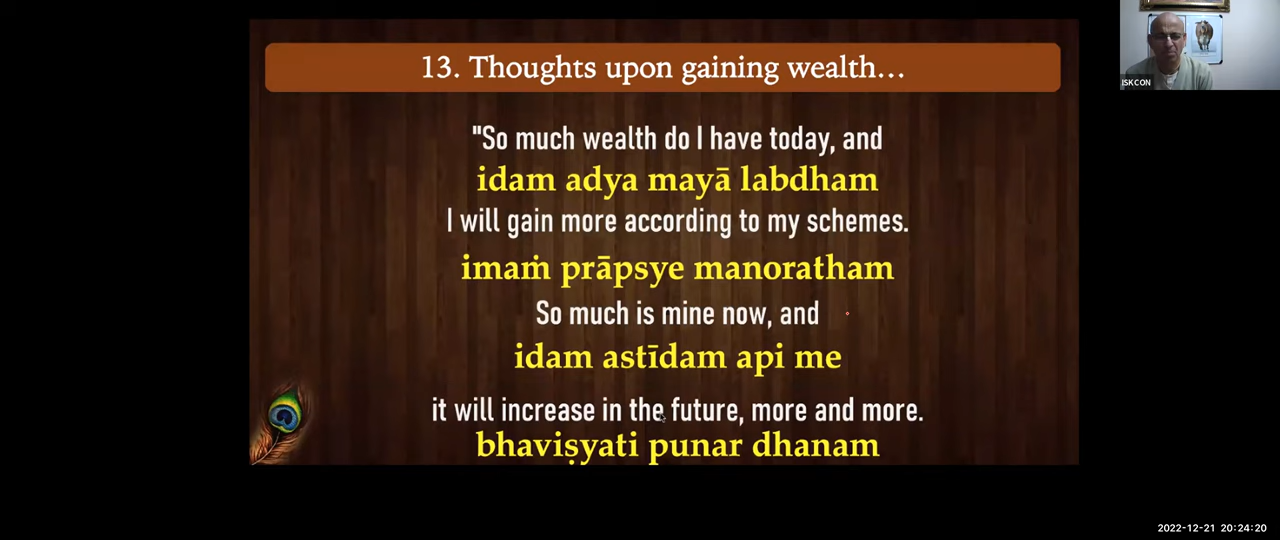 13. Thoughts upon gaining wealth...
"So much wealth do I have today, and
idam adya mayā labdham
I will gain more according to my schemes.
imaṁ prāpsye manoratham
So much is mine now, and
idam astīdam api me
it will increase in the future, more and more.
bhaviṣyati punar dhanam
ISKCON
2022-12-21 20:24:20